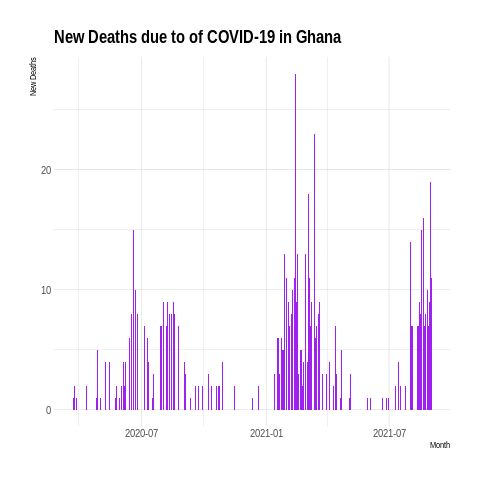 New Deaths due to of COVID-19 in Ghana
New Deaths
20
10
0
2020-07
2021-01
2021-07
Month